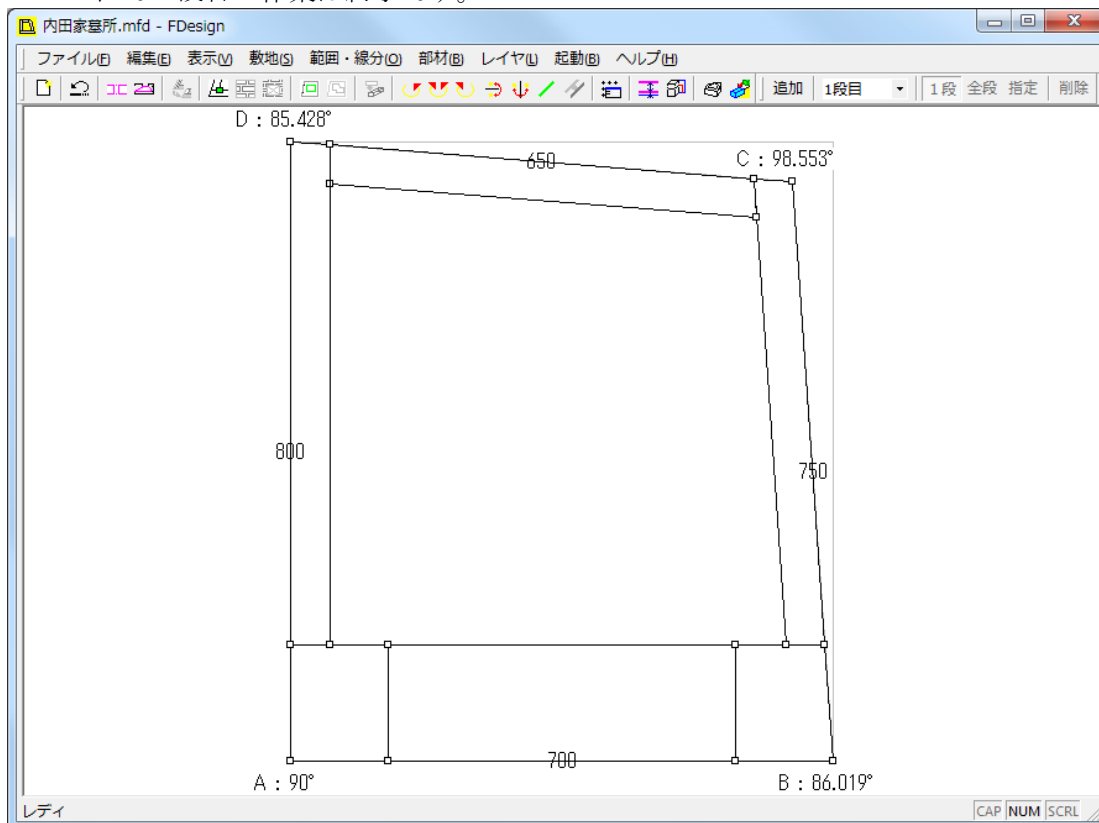 内田家墓所.mfd - FDesign
ファイル(F) 編集(E) 表示(V) 敷地(S) 範囲・線分(O) 部材(B) レイヤ(L) 起動(B) ヘルプ(H)
追加 1段目 1段 全段 指定 削除
D : 85.428°
650
C : 98.553°
800
750
700
A : 90°
B : 86.019°
レディ
CAP NUM SCRL